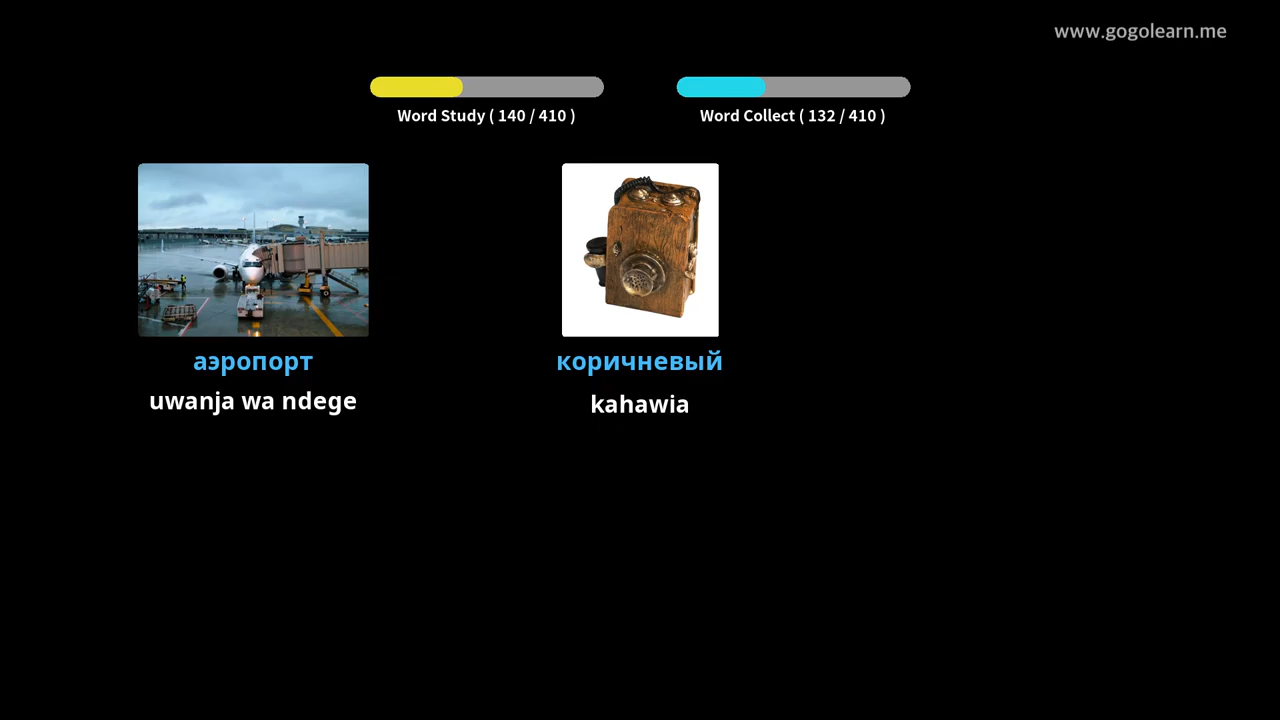 www.gogolearn.me
Word Study ( 140 / 410 )
Word Collect ( 132 / 410 )
аэропорт
uwanja wa ndege
коричневый
kahawia